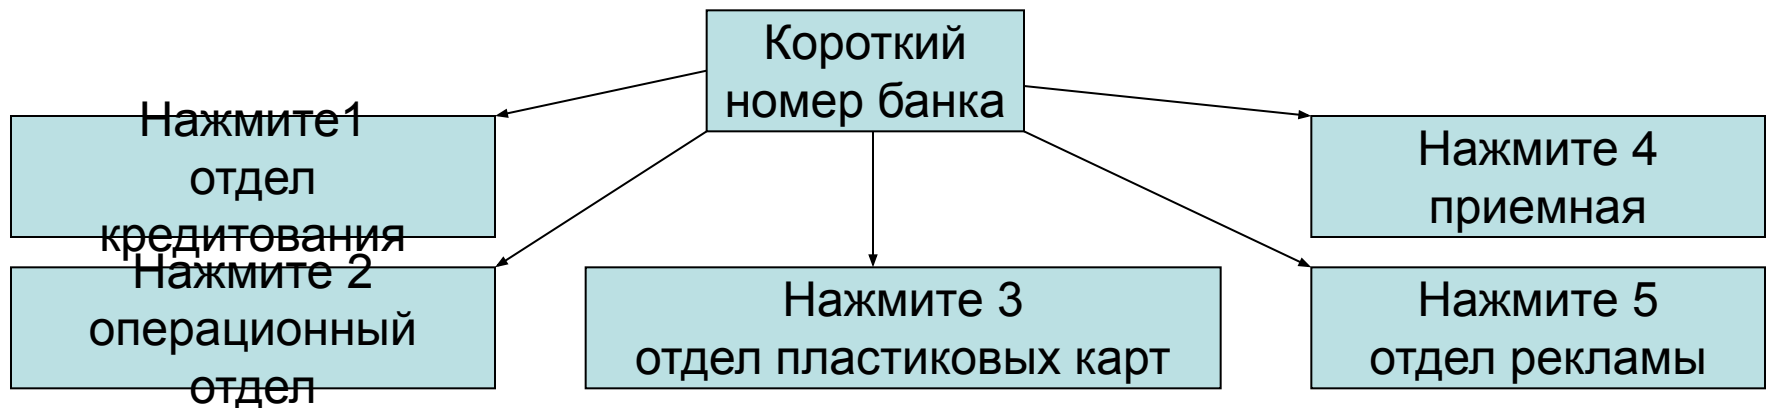 Короткий
номер банка
Нажмите1
отдел
кредитования
Нажмите 2
операционный
отдел
Нажмите 3
отдел пластиковых карт
Нажмите 4
приемная
Нажмите 5
отдел рекламы